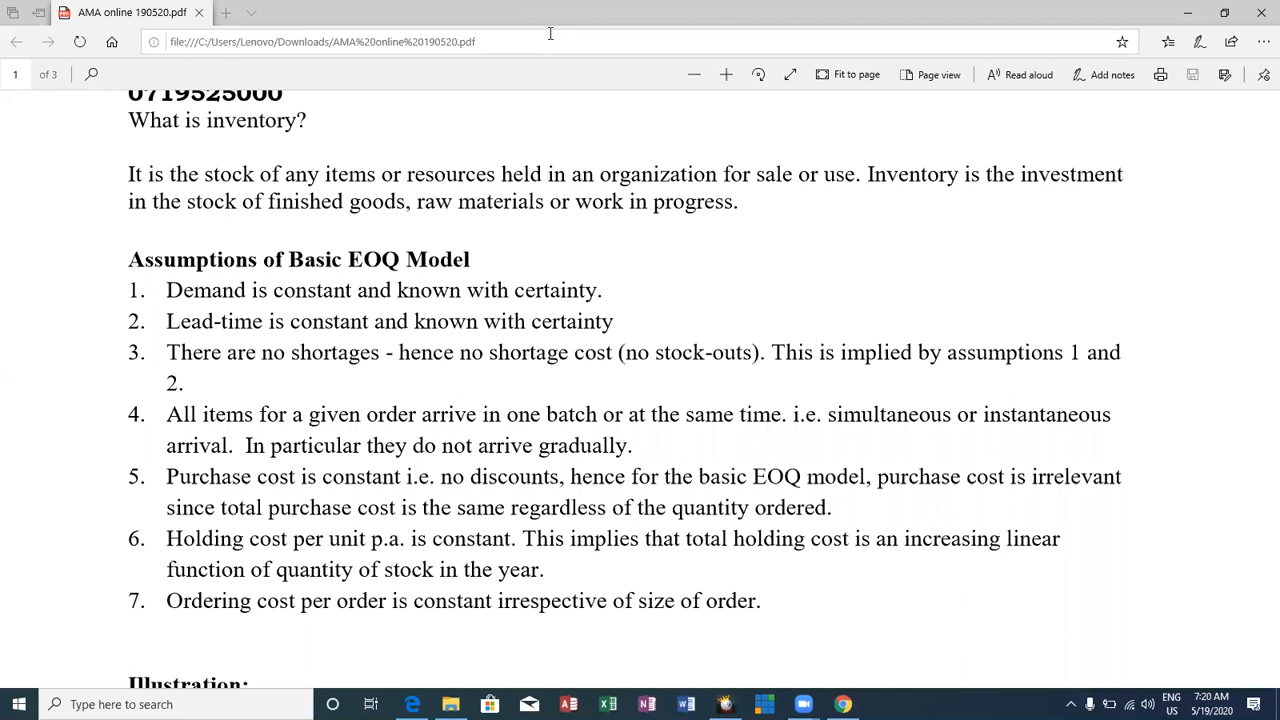 AMA online 190520.pdf
file:///C:/Users/Lenovo/Downloads/AMA%20online%20190520.pdf
1 of 3
Fit to page
Page view
Read aloud
Add notes
0719525000
What is inventory?
It is the stock of any items or resources held in an organization for sale or use. Inventory is the investment
in the stock of finished goods, raw materials or work in progress.
Assumptions of Basic EOQ Model
1. Demand is constant and known with certainty.
2. Lead-time is constant and known with certainty
3. There are no shortages - hence no shortage cost (no stock-outs). This is implied by assumptions 1 and
2.
4. All items for a given order arrive in one batch or at the same time. i.e. simultaneous or instantaneous
arrival. In particular they do not arrive gradually.
5. Purchase cost is constant i.e. no discounts, hence for the basic EOQ model, purchase cost is irrelevant
since total purchase cost is the same regardless of the quantity ordered.
6. Holding cost per unit p.a. is constant. This implies that total holding cost is an increasing linear
function of quantity of stock in the year.
7. Ordering cost per order is constant irrespective of size of order.
Illustration:
Type here to search
ENG
US
7:20 AM
5/19/2020